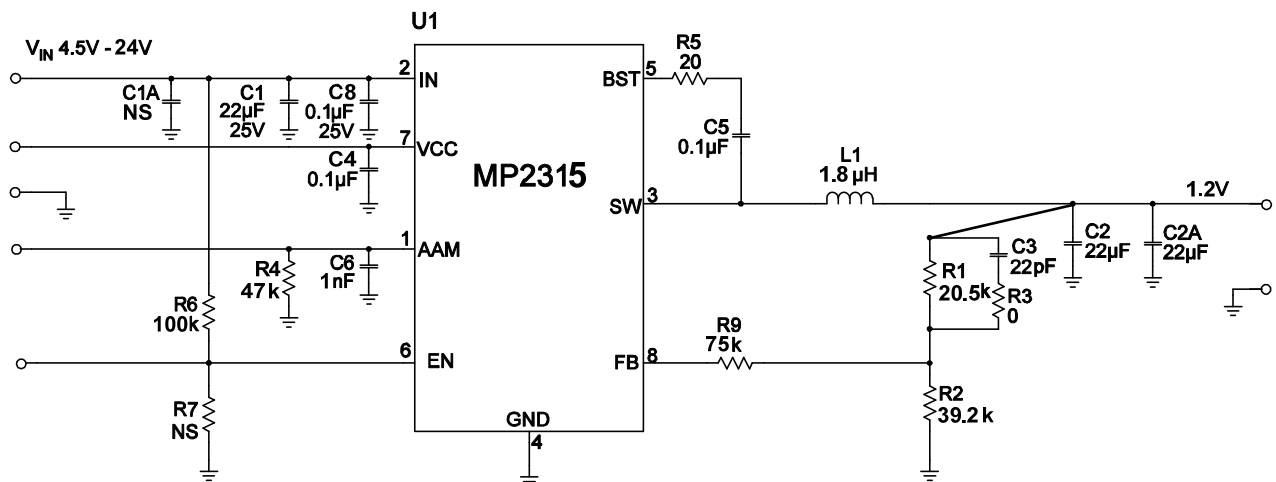 U1
V_IN 4.5V - 24V
C1A
NS
C1
22µF
25V
C8
0.1µF
25V
2
IN
7
VCC
C4
0.1µF
1
AAM
R4
47k
C6
1nF
R6
100k
6
EN
R7
NS
MP2315
GND
4
BST
5
R5
20
C5
0.1µF
SW
3
L1
1.8 µH
1.2V
C2
22µF
C2A
22µF
C3
22pF
R1
20.5k
R3
0
FB
8
R9
75k
R2
39.2k